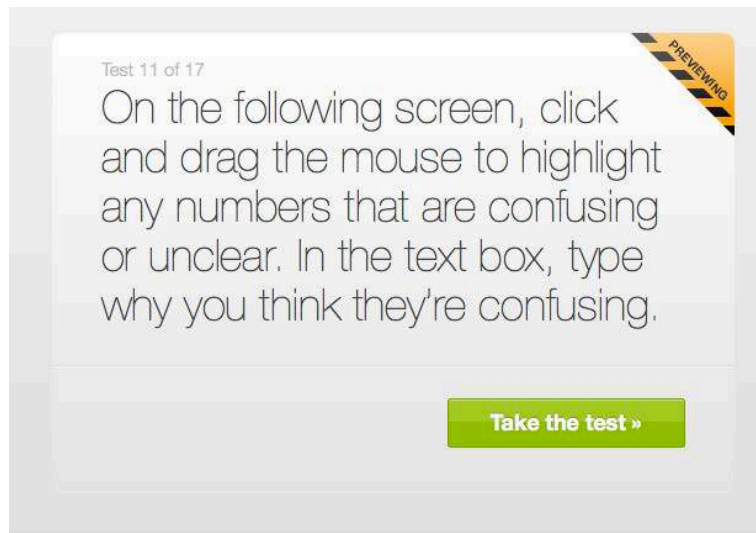 Test 11 of 17
PREVIEWING
On the following screen, click
and drag the mouse to highlight
any numbers that are confusing
or unclear. In the text box, type
why you think they're confusing.
Take the test »